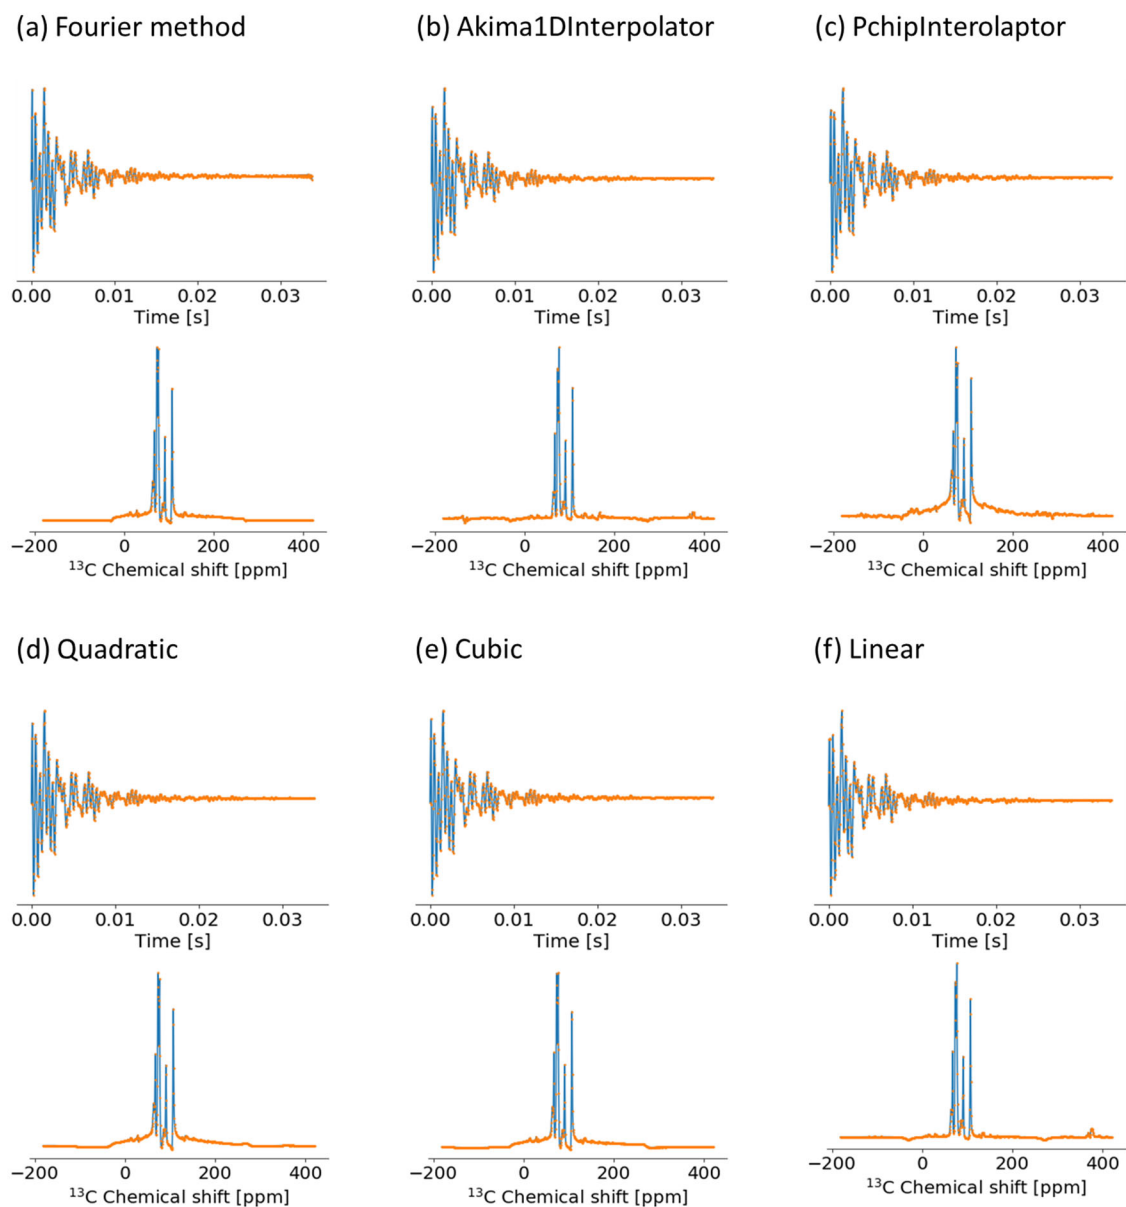 (a) Fourier method
(b) Akima1DInterpolator
(c) PchipInterolaptor
0.00 0.01 0.02 0.03
Time [s]
0.00 0.01 0.02 0.03
Time [s]
0.00 0.01 0.02 0.03
Time [s]
−200 0 200 400
13C Chemical shift [ppm]
−200 0 200 400
13C Chemical shift [ppm]
−200 0 200 400
13C Chemical shift [ppm]
(d) Quadratic
(e) Cubic
(f) Linear
0.00 0.01 0.02 0.03
Time [s]
0.00 0.01 0.02 0.03
Time [s]
0.00 0.01 0.02 0.03
Time [s]
−200 0 200 400
13C Chemical shift [ppm]
−200 0 200 400
13C Chemical shift [ppm]
−200 0 200 400
13C Chemical shift [ppm]